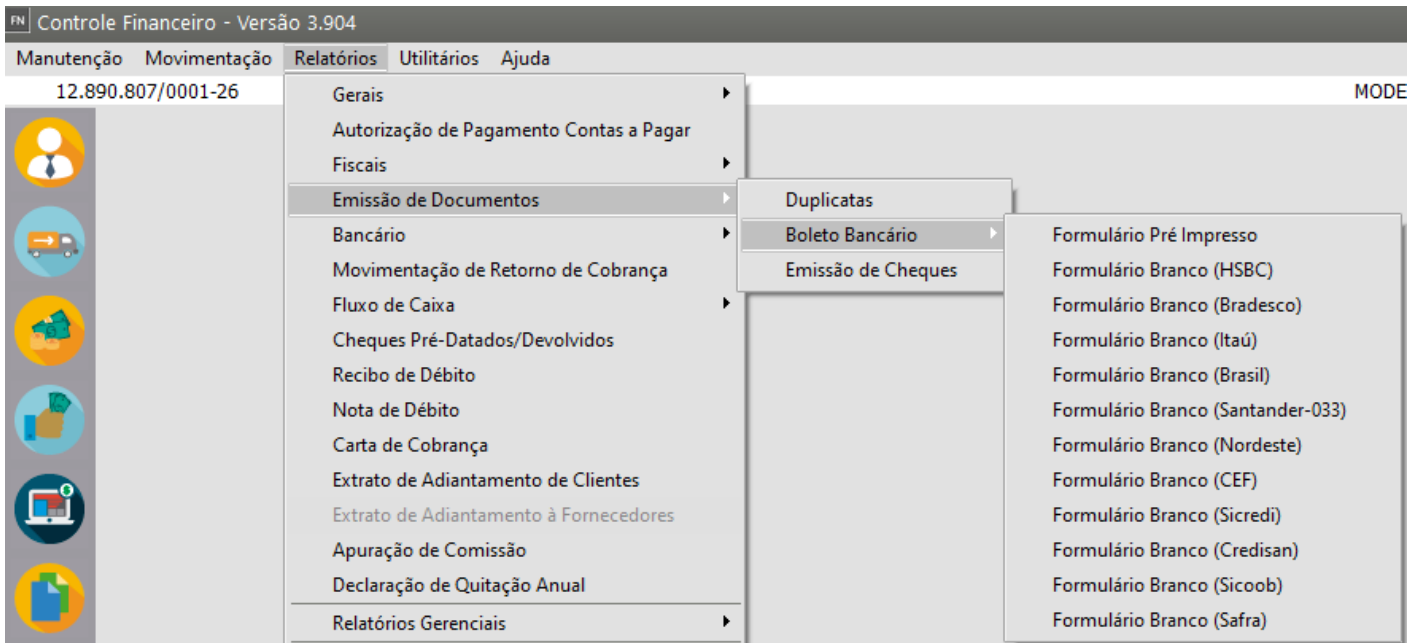 FN Controle Financeiro - Versão 3.904
Manutenção Movimentação Relatórios Utilitários Ajuda
12.890.807/0001-26 MODE
Gerais
Autorização de Pagamento Contas a Pagar
Fiscais
Emissão de Documentos
Bancário
Movimentação de Retorno de Cobrança
Fluxo de Caixa
Cheques Pré-Datados/Devolvidos
Recibo de Débito
Nota de Débito
Carta de Cobrança
Extrato de Adiantamento de Clientes
Extrato de Adiantamento à Fornecedores
Apuração de Comissão
Declaração de Quitação Anual
Relatórios Gerenciais
Duplicatas
Boleto Bancário
Emissão de Cheques
Formulário Pré Impresso
Formulário Branco (HSBC)
Formulário Branco (Bradesco)
Formulário Branco (Itaú)
Formulário Branco (Brasil)
Formulário Branco (Santander-033)
Formulário Branco (Nordeste)
Formulário Branco (CEF)
Formulário Branco (Sicredi)
Formulário Branco (Credisan)
Formulário Branco (Sicoob)
Formulário Branco (Safra)